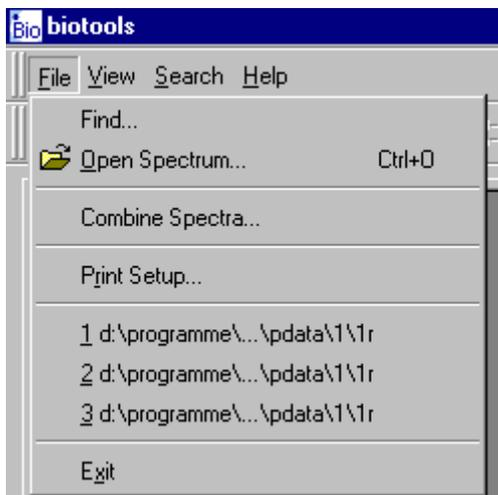 Bio biotools
File View Search Help
Find...
Open Spectrum... Ctrl+O
Combine Spectra...
Print Setup...
1 d:\programme\...\pdata\1\1r
2 d:\programme\...\pdata\1\1r
3 d:\programme\...\pdata\1\1r
Exit